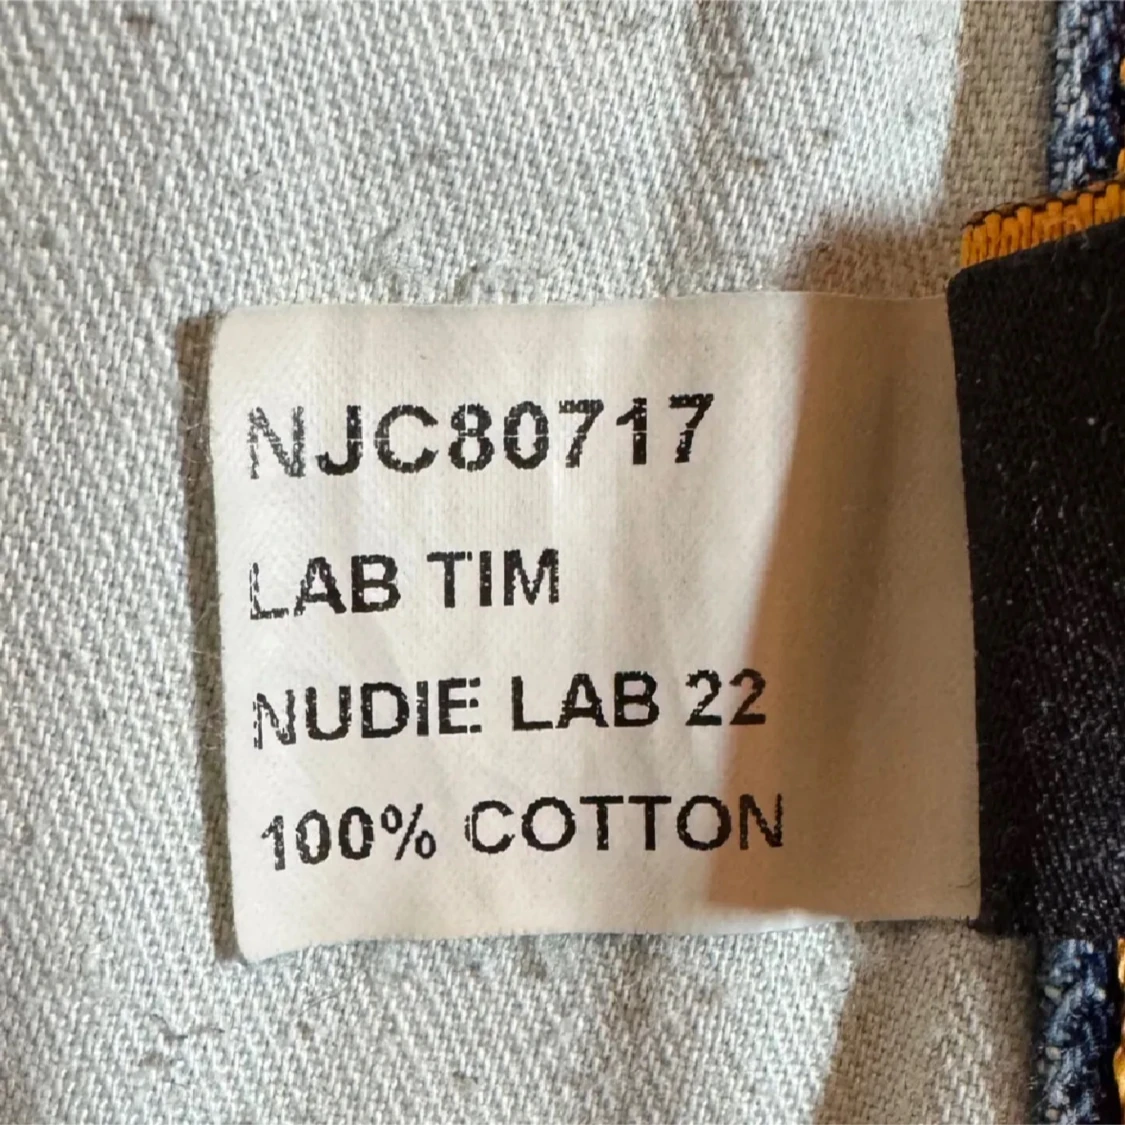 NJC80717
LAB TIM
NUDIE LAB 22
100% COTTON